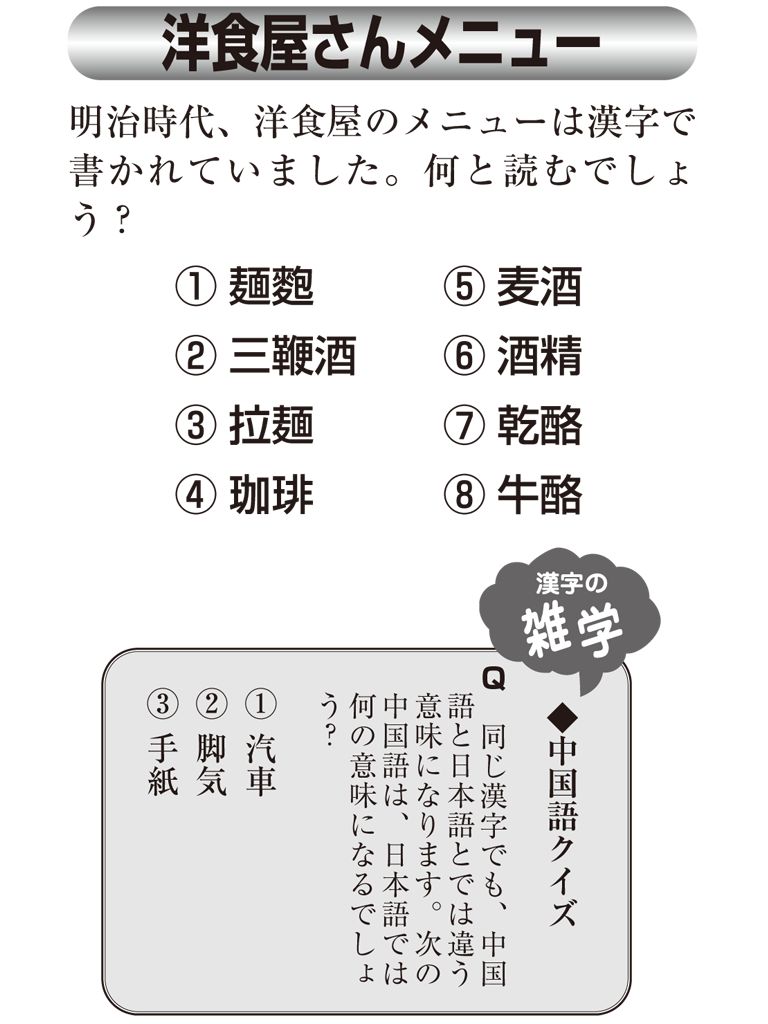 洋食屋さんメニュー
明治時代、洋食屋のメニューは漢字で
書かれていました。何と読むでしょ
う？
① 麺麭
② 三鞭酒
③ 拉麺
④ 珈琲
⑤ 麦酒
⑥ 酒精
⑦ 乾酪
⑧ 牛酪
漢字の
雑学
◆中国語クイズ
Q 同じ漢字でも、中国
語と日本語とでは違う
意味になります。次の
中国語は、日本語では
何の意味になるでしょ
う？
① 汽車
② 脚気
③ 手紙